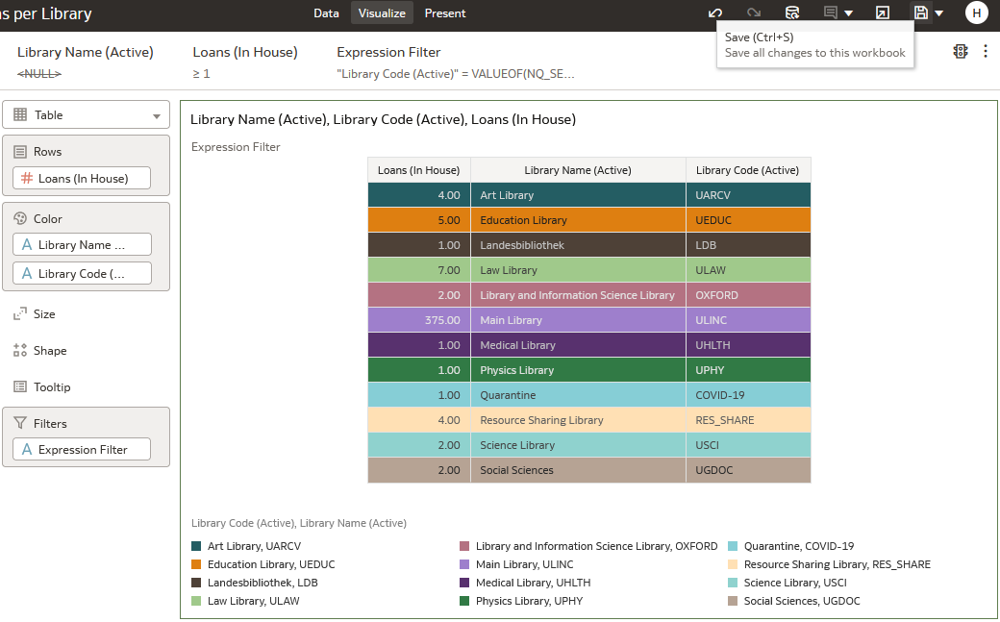 ns per Library
Data Visualize Present
H
Save (Ctrl+S)
Save all changes to this workbook
Library Name (Active) Loans (In House) Expression Filter
<NULL> ≥ 1 "Library Code (Active)" = VALUEOF(NQ_SE...
Table
Rows
# Loans (In House)
Color
A Library Name ...
A Library Code (...
Size
Shape
Tooltip
Filters
A Expression Filter
Library Name (Active), Library Code (Active), Loans (In House)
Expression Filter
Loans (In House) Library Name (Active) Library Code (Active)
4.00 Art Library UARCV
5.00 Education Library UEDUC
1.00 Landesbibliothek LDB
7.00 Law Library ULAW
2.00 Library and Information Science Library OXFORD
375.00 Main Library ULINC
1.00 Medical Library UHLTH
1.00 Physics Library UPHY
1.00 Quarantine COVID-19
4.00 Resource Sharing Library RES_SHARE
2.00 Science Library USCI
2.00 Social Sciences UGDOC
Library Code (Active), Library Name (Active)
Art Library, UARCV Library and Information Science Library, OXFORD Quarantine, COVID-19
Education Library, UEDUC Main Library, ULINC Resource Sharing Library, RES_SHARE
Landesbibliothek, LDB Medical Library, UHLTH Science Library, USCI
Law Library, ULAW Physics Library, UPHY Social Sciences, UGDOC